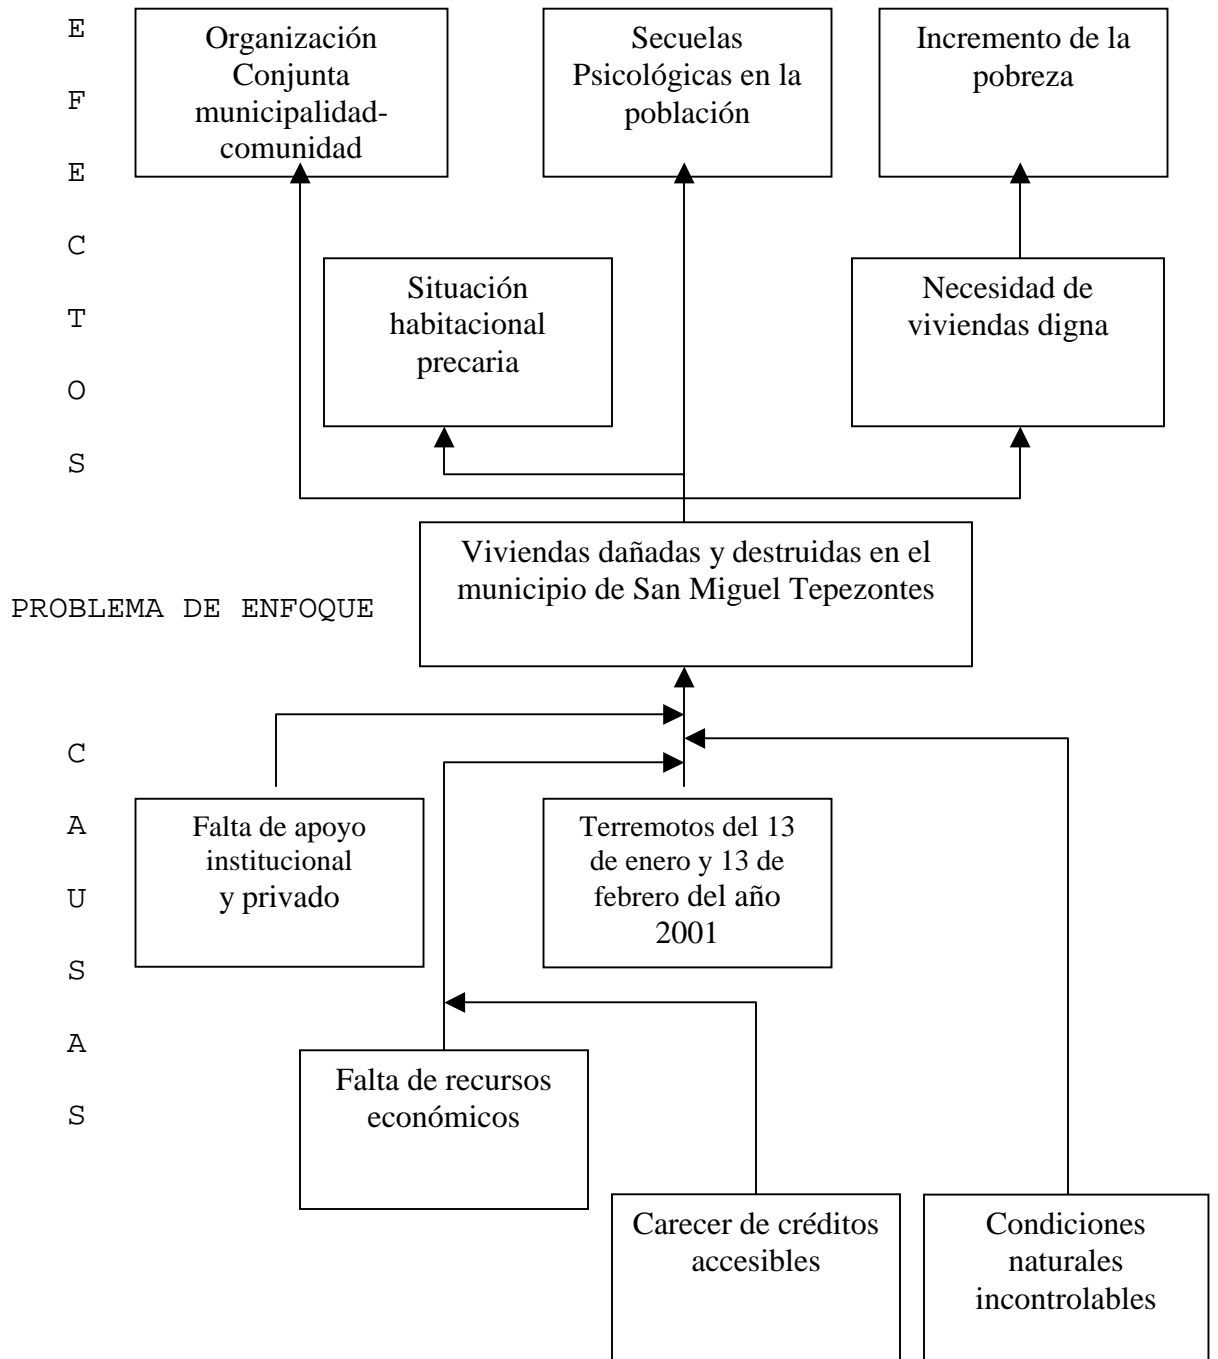 E
F
E
C
T
O
S
Organización
Conjunta
municipalidad-
comunidad
Secuelas
Psicológicas en la
población
Incremento de la
pobreza
Situación
habitacional
precaria
Necesidad de
viviendas digna
PROBLEMA DE ENFOQUE
Viviendas dañadas y destruidas en el
municipio de San Miguel Tepezontes
C
A
U
S
A
S
Falta de apoyo
institucional
y privado
Terremotos del 13
de enero y 13 de
febrero del año
2001
Falta de recursos
económicos
Carecer de créditos
accesibles
Condiciones
naturales
incontrolables